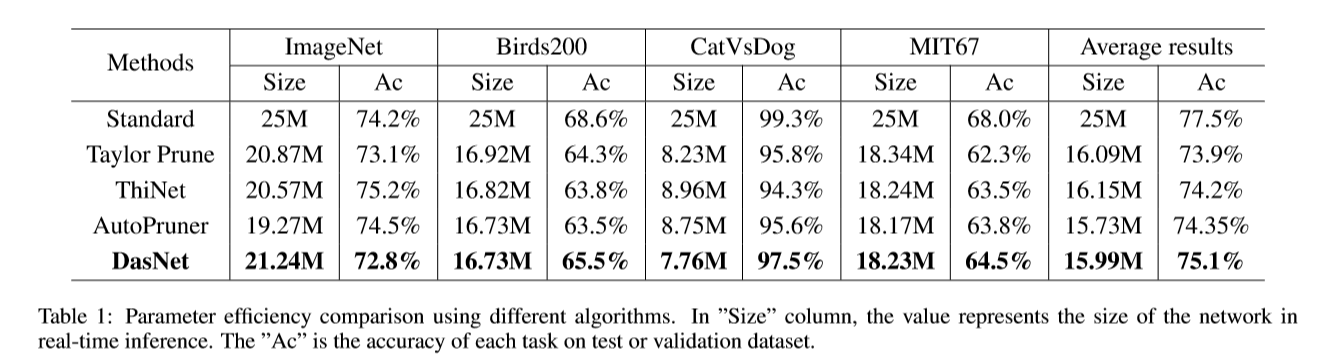 Methods ImageNet Birds200 CatVsDog MIT67 Average results
Size Ac Size Ac Size Ac Size Ac Size Ac
Standard 25M 74.2% 25M 68.6% 25M 99.3% 25M 68.0% 25M 77.5%
Taylor Prune 20.87M 73.1% 16.92M 64.3% 8.23M 95.8% 18.34M 62.3% 16.09M 73.9%
ThiNet 20.57M 75.2% 16.82M 63.8% 8.96M 94.3% 18.24M 63.5% 16.15M 74.2%
AutoPruner 19.27M 74.5% 16.73M 63.5% 8.75M 95.6% 18.17M 63.8% 15.73M 74.35%
DasNet 21.24M 72.8% 16.73M 65.5% 7.76M 97.5% 18.23M 64.5% 15.99M 75.1%
Table 1: Parameter efficiency comparison using different algorithms. In ”Size” column, the value represents the size of the network in
real-time inference. The ”Ac” is the accuracy of each task on test or validation dataset.